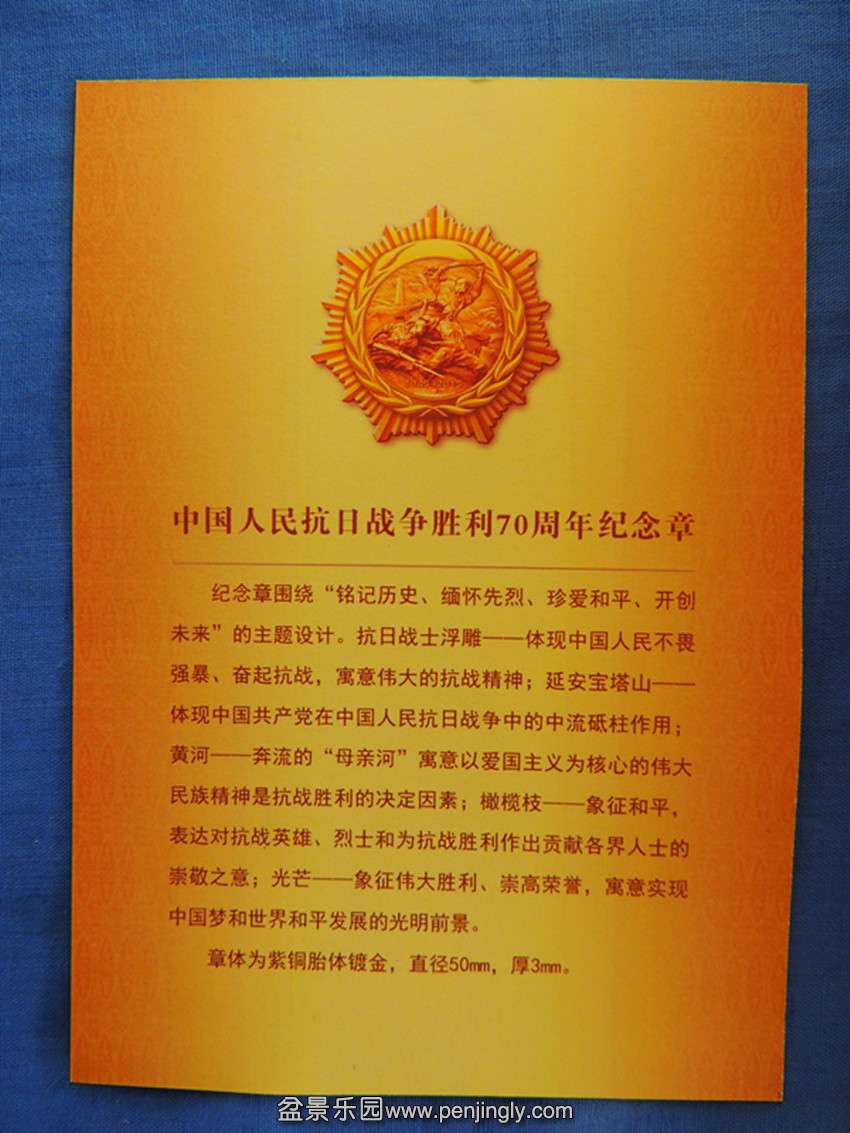 中国人民抗日战争胜利70周年纪念章
纪念章围绕“铭记历史、缅怀先烈、珍爱和平、开创
未来”的主题设计。抗日战士浮雕——体现中国人民不畏
强暴、奋起抗战，寓意伟大的抗战精神；延安宝塔山——
体现中国共产党在中国人民抗日战争中的中流砥柱作用；
黄河——奔流的“母亲河”寓意以爱国主义为核心的伟大
民族精神是抗战胜利的决定因素；橄榄枝——象征和平，
表达对抗战英雄、烈士和为抗战胜利作出贡献各界人士的
崇敬之意；光芒——象征伟大胜利、崇高荣誉，寓意实现
中国梦和世界和平发展的光明前景。
章体为紫铜胎体镀金，直径50mm，厚3mm。
盆景乐园www.penjingly.com